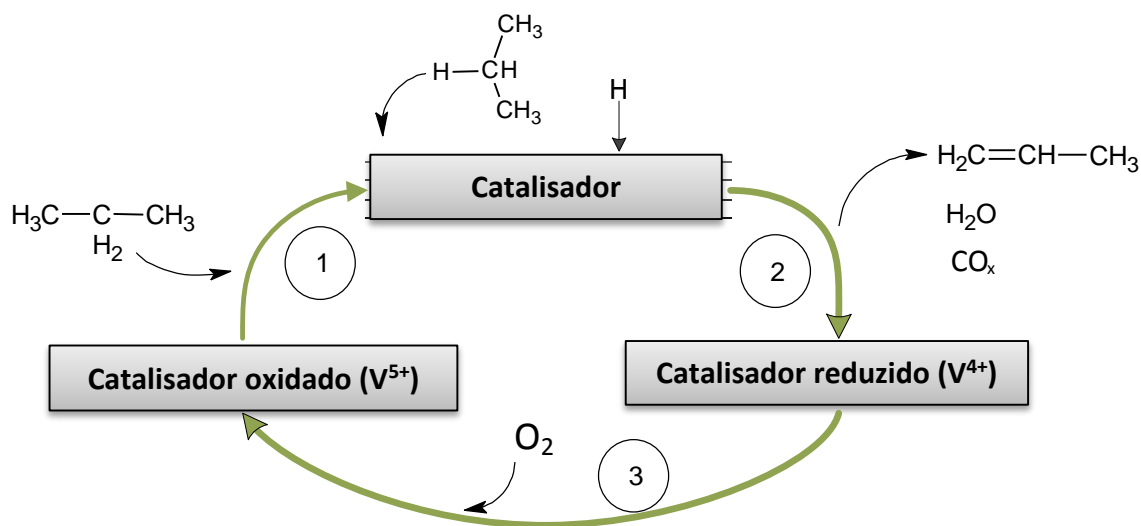 CH₃
H CH
CH₃
H
Catalisador
H₂C CH CH₃
H₂O
COₓ
H₃C C CH₃
H₂
1
2
Catalisador oxidado (V⁵⁺)
Catalisador reduzido (V⁴⁺)
O₂
3